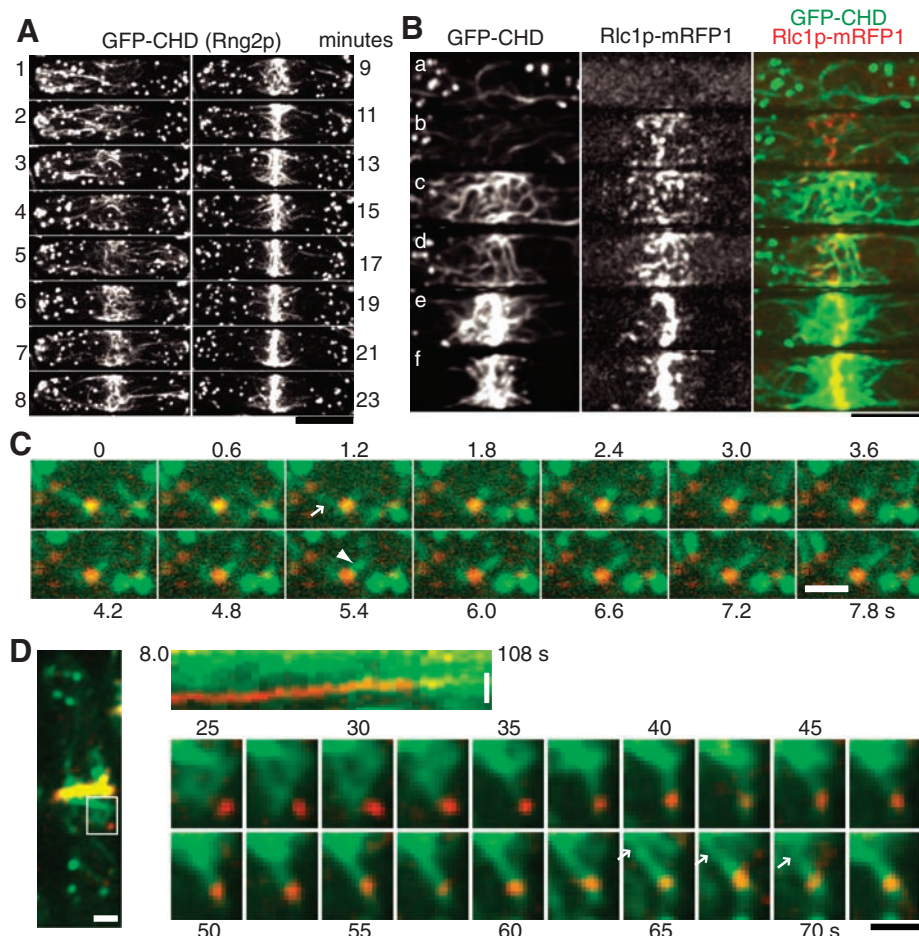 A
GFP-CHD (Rng2p)
minutes
1
9
2
11
3
13
4
15
5
17
6
19
7
21
8
23
B
GFP-CHD
Rlc1p-mRFP1
GFP-CHD
Rlc1p-mRFP1
a
b
c
d
e
f
C
0 0.6 1.2 1.8 2.4 3.0 3.6
4.2 4.8 5.4 6.0 6.6 7.2 7.8 s
D
8.0
108 s
25 30 35 40 45
50 55 60 65 70 s